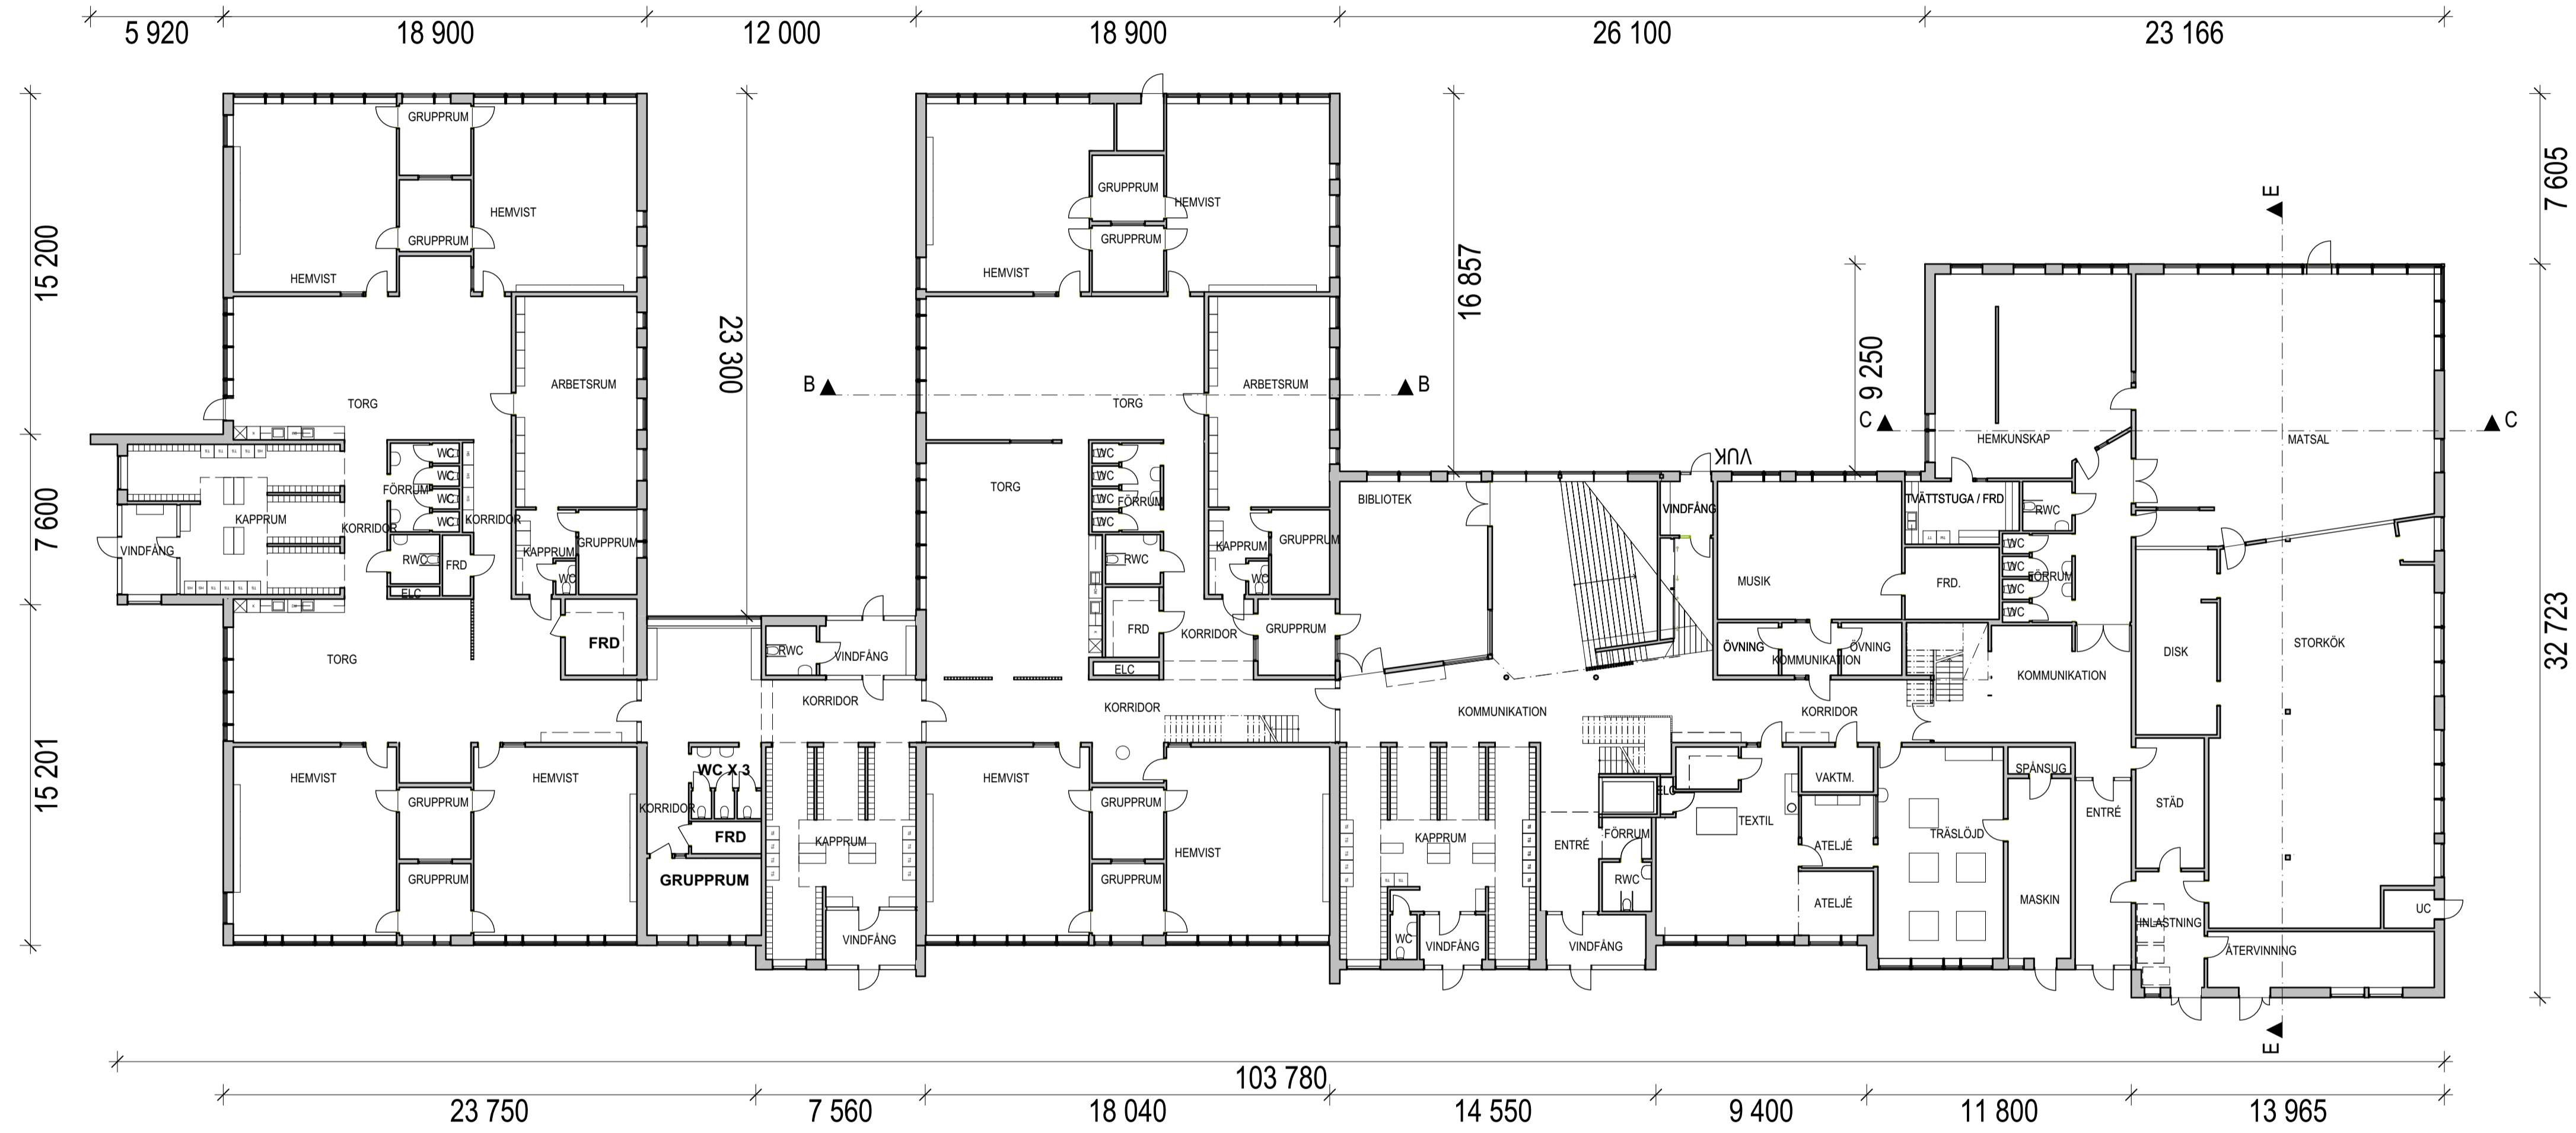 5 920 18 900 12 000 18 900 26 100 23 166
GRUPPRUM
GRUPPRUM
HEMVIST
HEMVIST
GRUPPRUM
HEMVIST
GRUPPRUM
HEMVIST
15 200
23 300
16 857
9 250
7 605
E
ARBETSRUM
TORG
B
B
ARBETSRUM
TORG
C
C
HEMKUNSKAP
MATSAL
WC
WC
WC
WC
FÖRRUM
KORRIDOR
KORRIDOR
KAPPRUM
VINDFÅNG
RWC
FRD
ELC
KAPPRUM
GRUPPRUM
WC
7 600
TORG
WC
WC
WC
WC
FÖRRUM
RWC
KAPPRUM
GRUPPRUM
WC
BIBLIOTEK
VUK
VINDFÅNG
MUSIK
TVÄTTSTUGA / FRD
RWC
WC
WC
WC
WC
FÖRRUM
FRD.
TORG
FRD
RWC
VINDFÅNG
FRD
KORRIDOR
GRUPPRUM
ELC
ÖVNING
KOMMUNIKATION
ÖVNING
KOMMUNIKATION
DISK
STORKÖK
32 723
KORRIDOR
KORRIDOR
KOMMUNIKATION
KORRIDOR
15 201
HEMVIST
HEMVIST
GRUPPRUM
GRUPPRUM
WC X 3
KORRIDOR
FRD
GRUPPRUM
KAPPRUM
VINDFÅNG
HEMVIST
GRUPPRUM
GRUPPRUM
HEMVIST
KAPPRUM
WC
VINDFÅNG
ENTRÉ
FÖRRUM
RWC
VINDFÅNG
ELC
TEXTIL
VAKTM.
ATELJÉ
ATELJÉ
TRÄSLÖJD
SPÅNSUG
MASKIN
ENTRÉ
STÄD
INLASTNING
ÅTERVINNING
UC
E
103 780
23 750 7 560 18 040 14 550 9 400 11 800 13 965